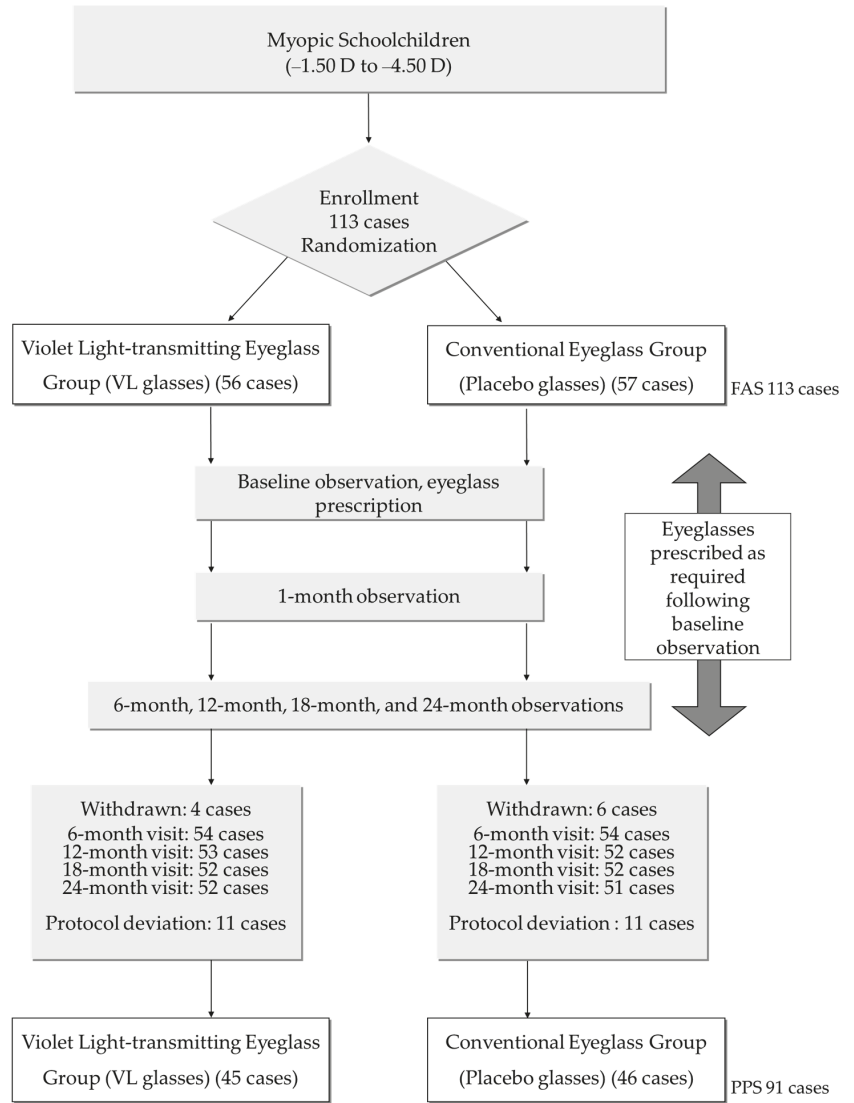 Myopic Schoolchildren
(–1.50 D to –4.50 D)
Enrollment
113 cases
Randomization
Violet Light-transmitting Eyeglass
Group (VL glasses) (56 cases)
Conventional Eyeglass Group
(Placebo glasses) (57 cases)
FAS 113 cases
Baseline observation, eyeglass
prescription
Eyeglasses
prescribed as
required
following
baseline
observation
1-month observation
6-month, 12-month, 18-month, and 24-month observations
Withdrawn: 4 cases
6-month visit: 54 cases
12-month visit: 53 cases
18-month visit: 52 cases
24-month visit: 52 cases
Protocol deviation: 11 cases
Withdrawn: 6 cases
6-month visit: 54 cases
12-month visit: 52 cases
18-month visit: 52 cases
24-month visit: 51 cases
Protocol deviation : 11 cases
Violet Light-transmitting Eyeglass
Group (VL glasses) (45 cases)
Conventional Eyeglass Group
(Placebo glasses) (46 cases)
PPS 91 cases